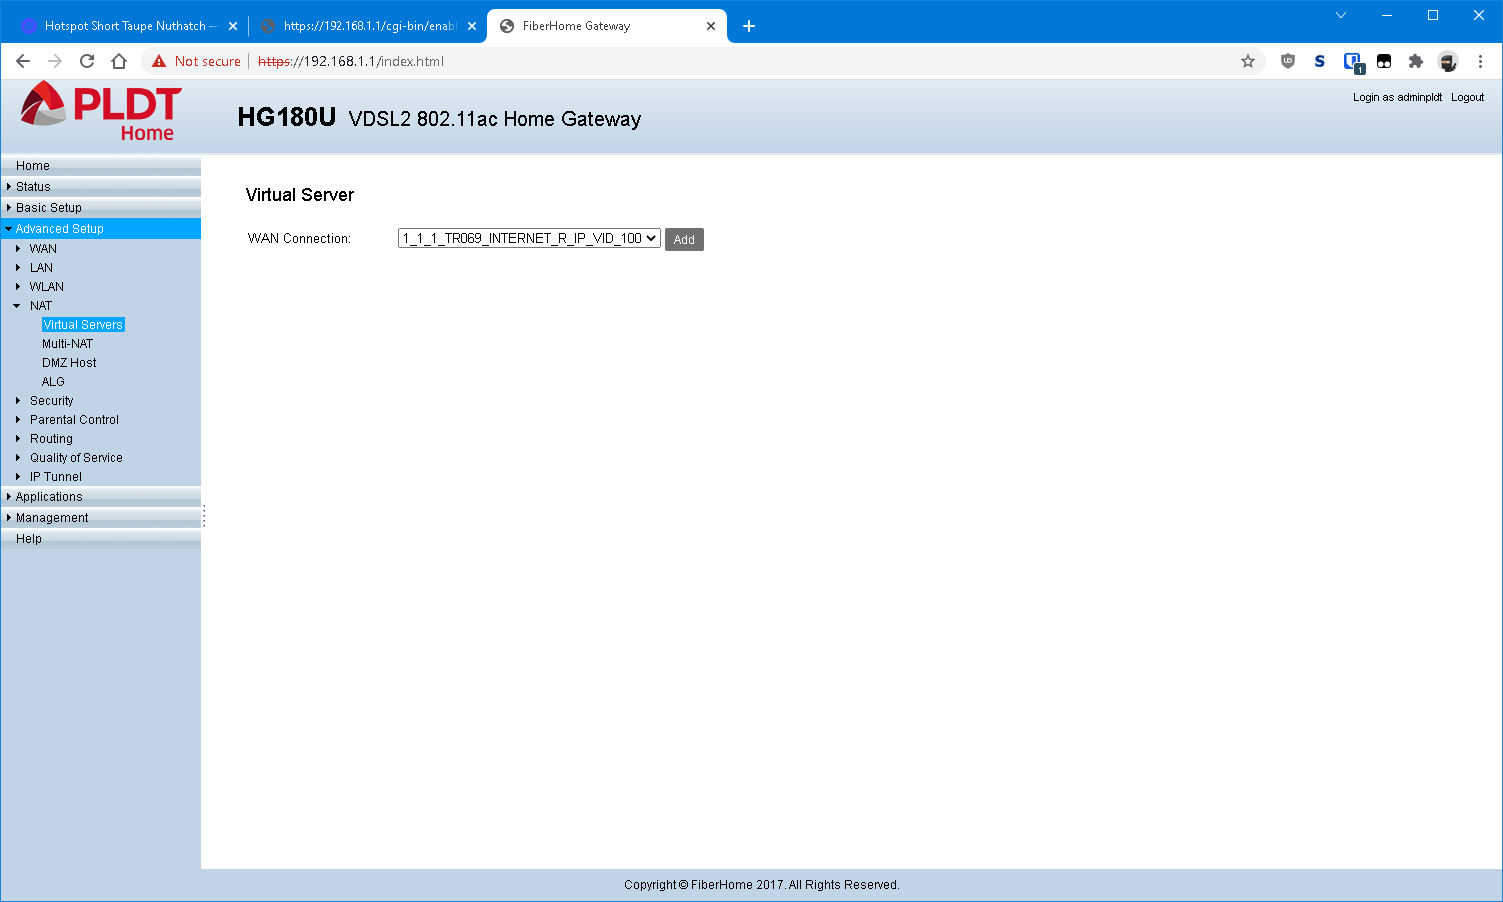 Hotspot Short Taupe Nuthatch —
https://192.168.1.1/cgi-bin/enabl
FiberHome Gateway
Not secure
https://192.168.1.1/index.html
S
1
PLDT
Home
HG180U VDSL2 802.11ac Home Gateway
Login as adminpldt Logout
Home
Status
Basic Setup
Advanced Setup
WAN
LAN
WLAN
NAT
Virtual Servers
Multi-NAT
DMZ Host
ALG
Security
Parental Control
Routing
Quality of Service
IP Tunnel
Applications
Management
Help
Virtual Server
WAN Connection: 1_1_1_TR069_INTERNET_R_IP_VID_100 Add
Copyright © FiberHome 2017. All Rights Reserved.